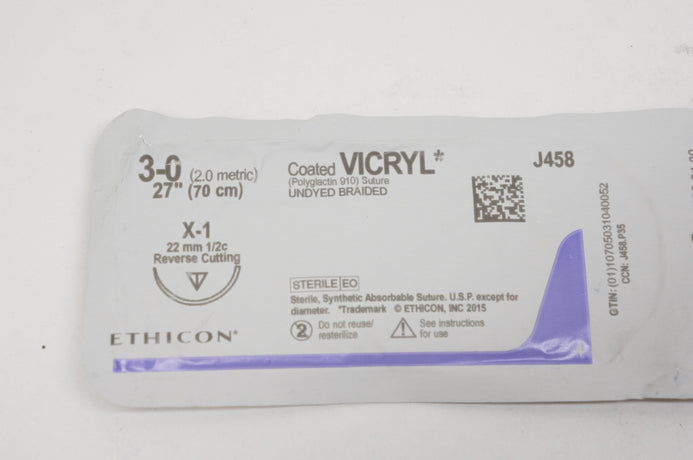 3-0 (2.0 metric)
27" (70 cm)
X-1
22 mm 1/2c
Reverse Cutting
ETHICON*
Coated VICRYL*
(Polyglactin 910) Suture
UNDYED BRAIDED
J458
STERILE EO
Sterile, Synthetic Absorbable Suture. U.S.P. except for
diameter. *Trademark © ETHICON, INC 2015
2 Do not reuse/
resterilize
See instructions
for use
GTIN: (01)10705031040052
CCN: J458.P35